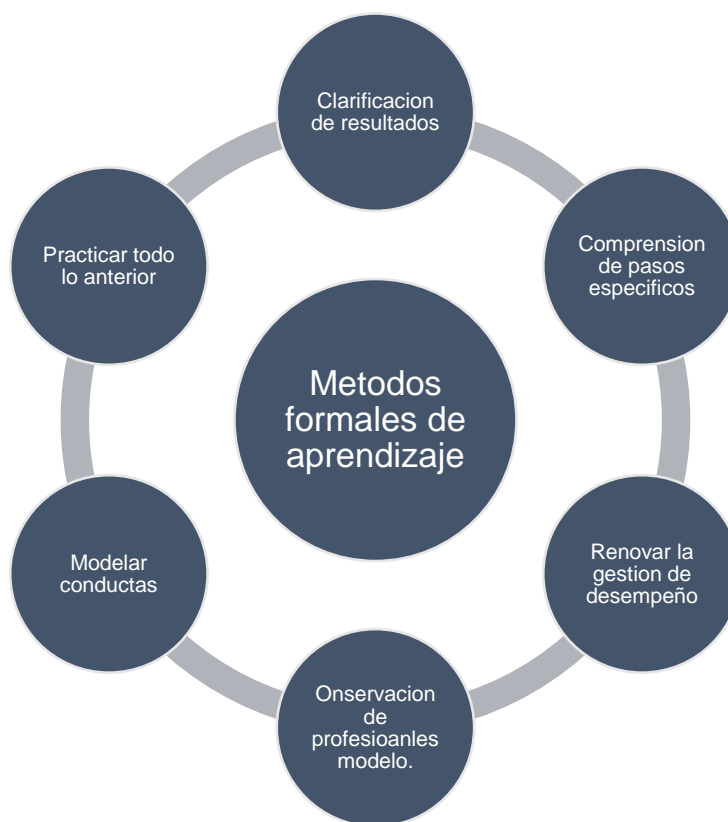 Clarificacion
de resultados
Comprension
de pasos
especificos
Renovar la
gestion de
desempeño
Onservacion
de
profesioanles
modelo.
Modelar
conductas
Practicar todo
lo anterior
Metodos
formales de
aprendizaje